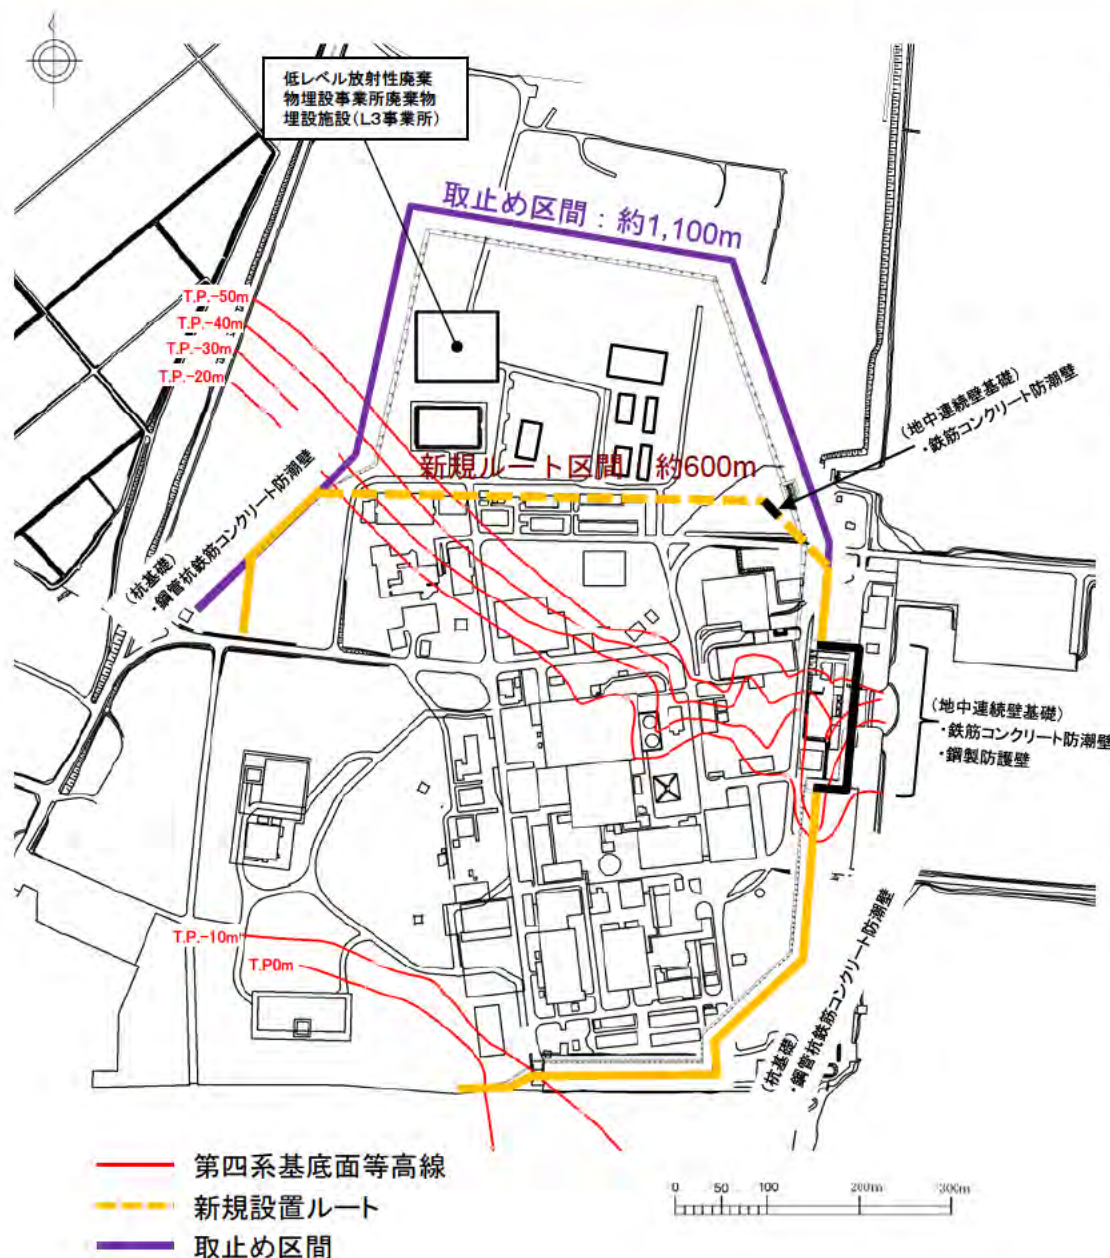 低レベル放射性廃棄
物埋設事業所廃棄物
埋設施設(L3事業所)
取止め区間：約1,100m
T.P.-50m
T.P.-40m
T.P.-30m
T.P.-20m
(地中連続壁基礎)
・鉄筋コンクリート防潮壁
新規ルート区間 約600m
(杭基礎)
・鋼管杭鉄筋コンクリート防潮壁
(地中連続壁基礎)
・鉄筋コンクリート防潮壁
・鋼製防護壁
T.P.-10m
T.P0m
(杭基礎)
・鋼管杭鉄筋コンクリート防潮壁
第四系基底面等高線
新規設置ルート
取止め区間
0 50 100 200m 300m